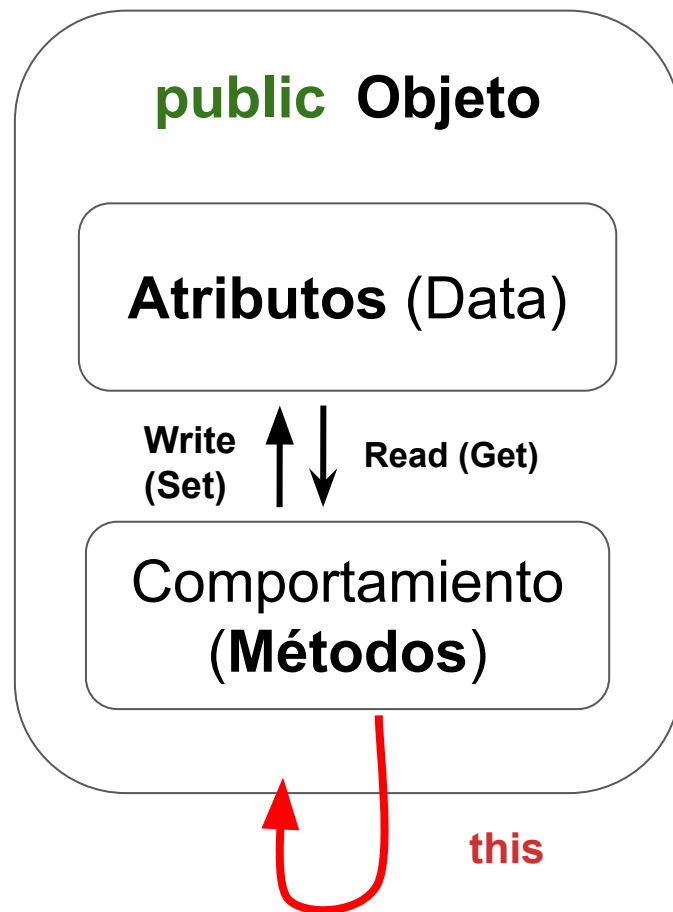 public Objeto
Atributos (Data)
Write
(Set)
Read (Get)
Comportamiento
(Métodos)
this